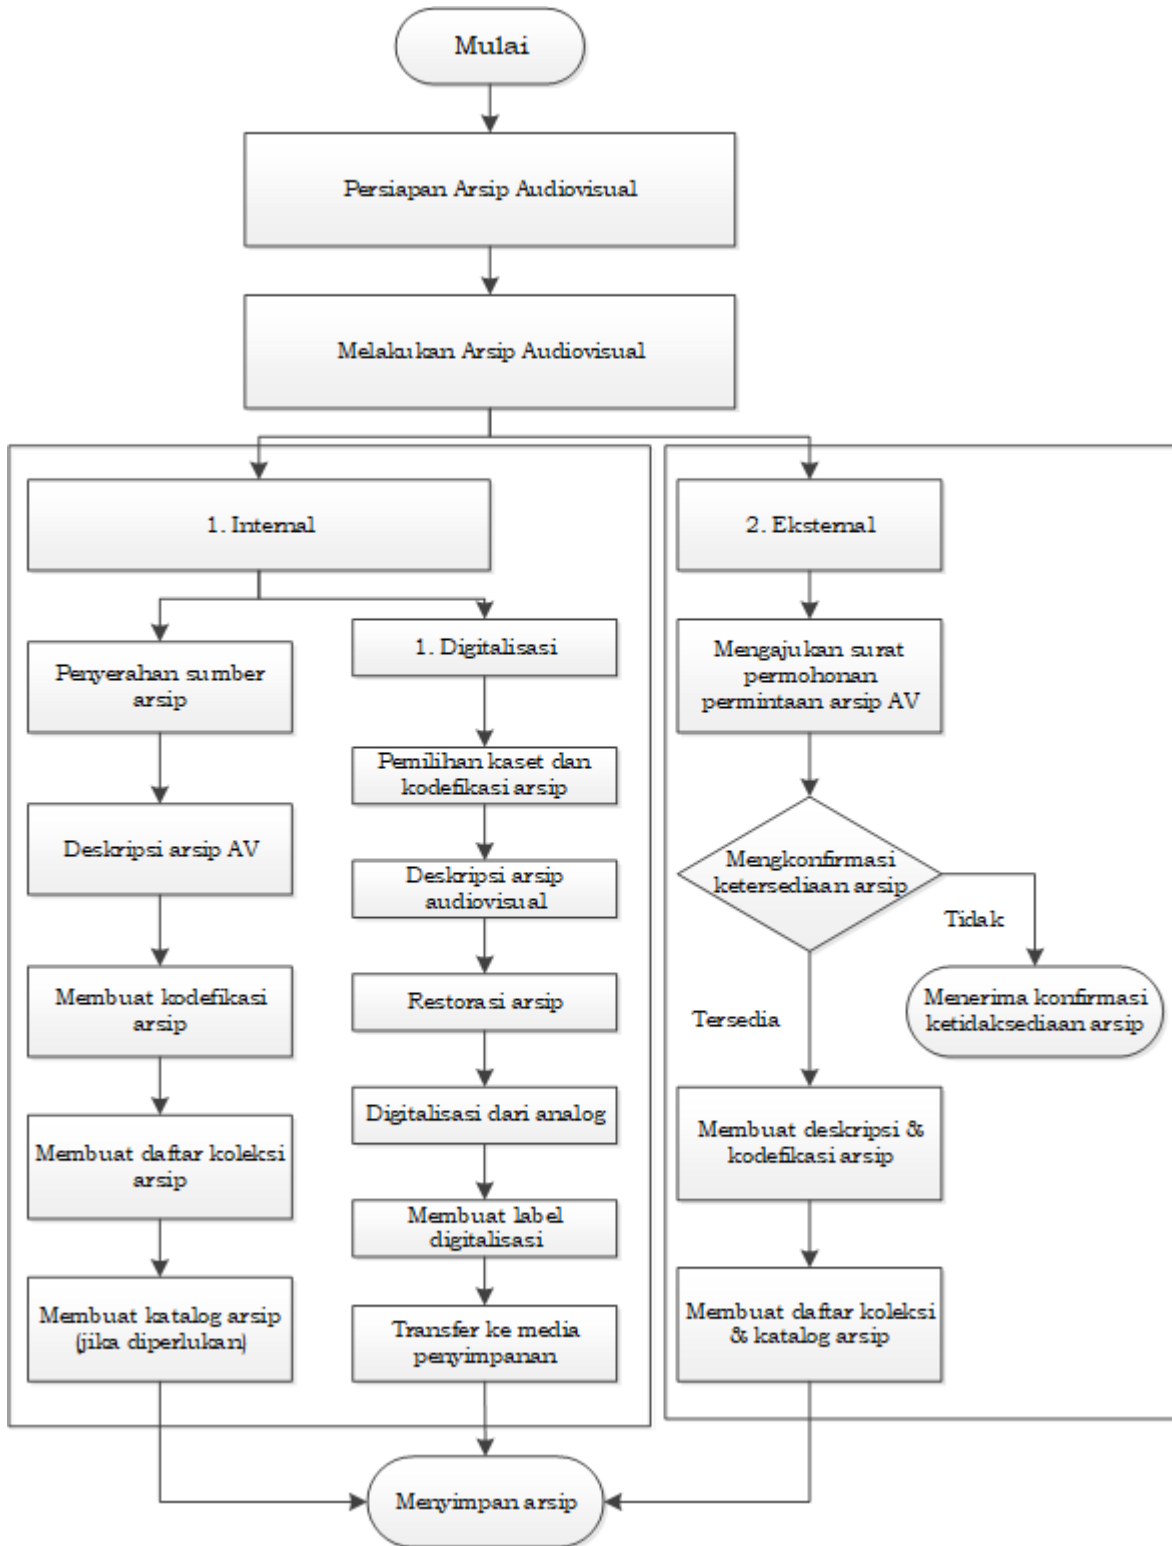 Mulai
Persiapan Arsip Audiovisual
Melakukan Arsip Audiovisual
1. Internal
Penyerahan sumber
arsip
Deskripsi arsip AV
Membuat kodefikasi
arsip
Membuat daftar koleksi
arsip
Membuat katalog arsip
(jika diperlukan)
1. Digitalisasi
Pemilihan kaset dan
kodefikasi arsip
Deskripsi arsip
audiovisual
Restorasi arsip
Digitalisasi dari analog
Membuat label
digitalisasi
Transfer ke media
penyimpanan
2. Eksternal
Mengajukan surat
permohonan
permintaan arsip AV
Mengkonfirmasi
ketersediaan arsip
Tidak
Menerima konfirmasi
ketidaksediaan arsip
Tersedia
Membuat deskripsi &
kodefikasi arsip
Membuat daftar koleksi
& katalog arsip
Menyimpan arsip